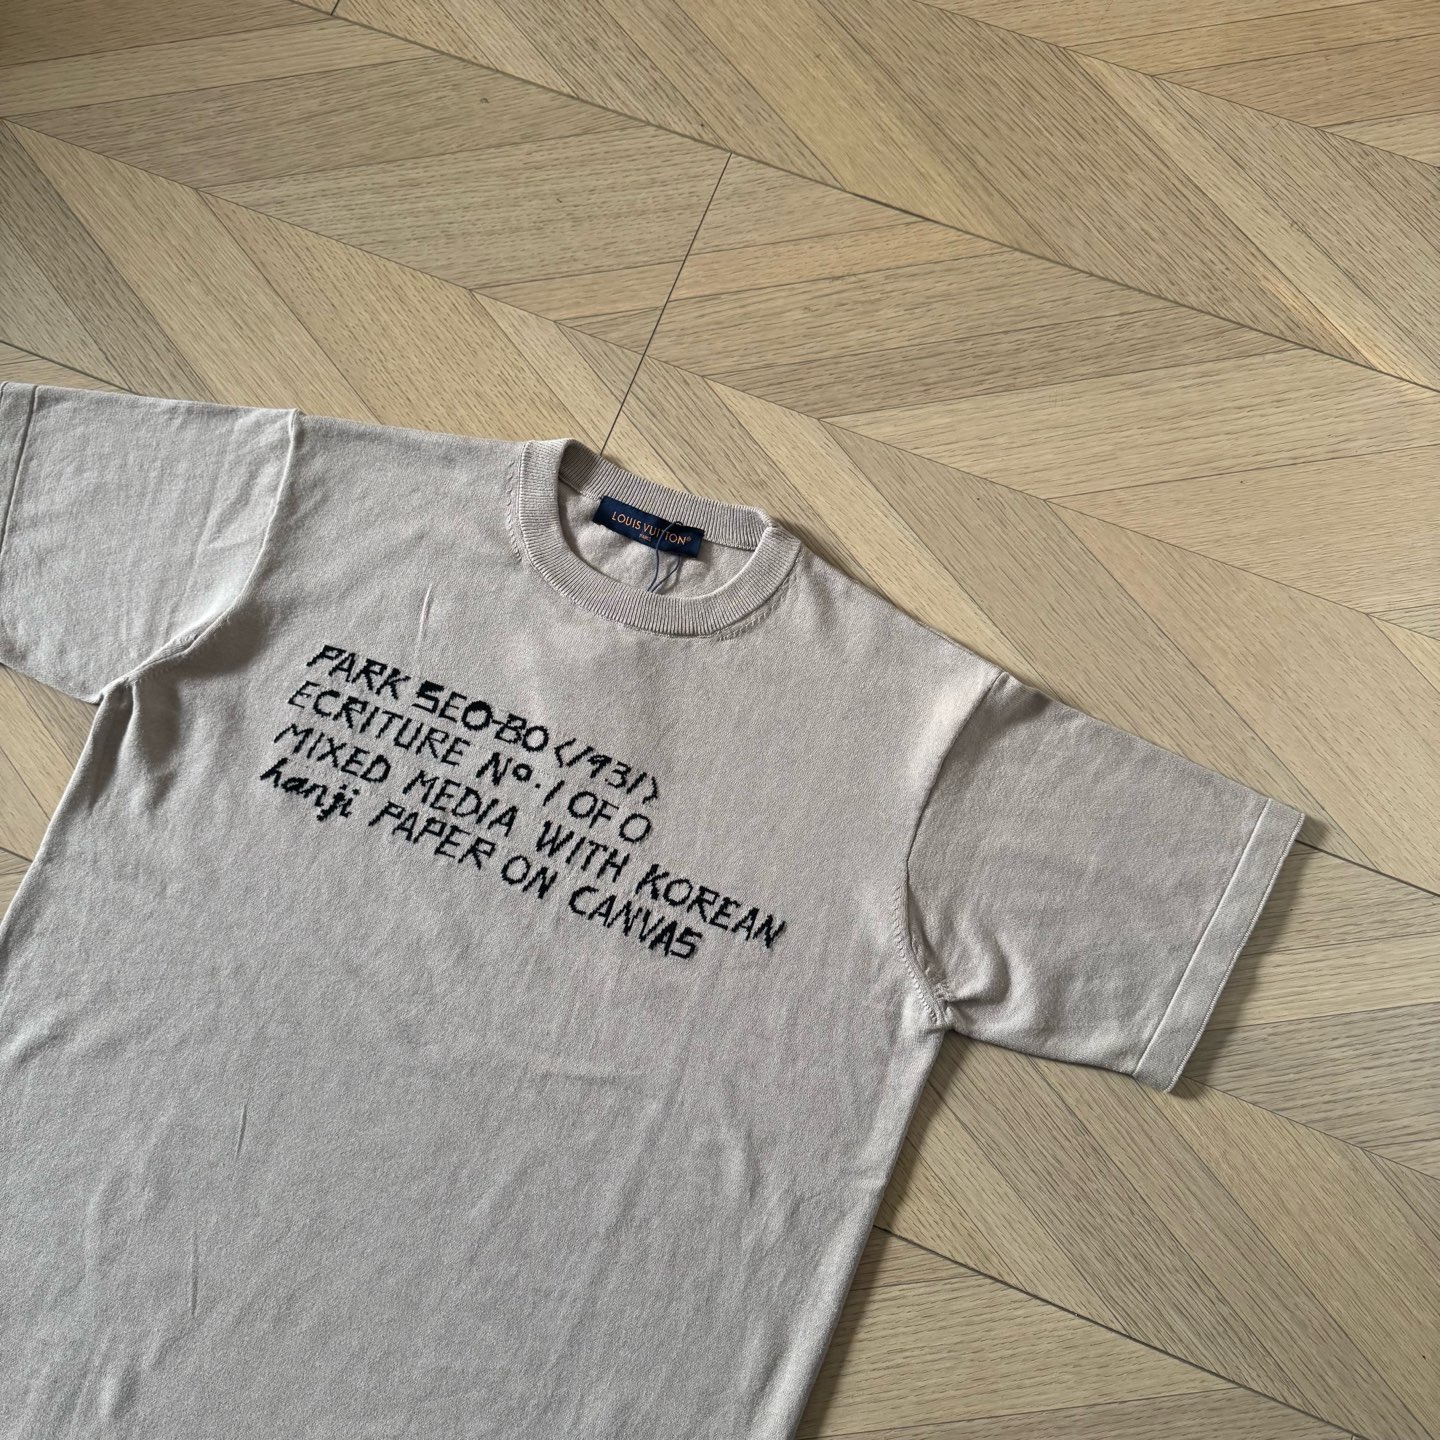 LOUIS VUITTON®
PARIS
PARK SEO-BO <1931>
ECRITURE No.1 OF 0
MIXED MEDIA WITH KOREAN
hanji PAPER ON CANVAS